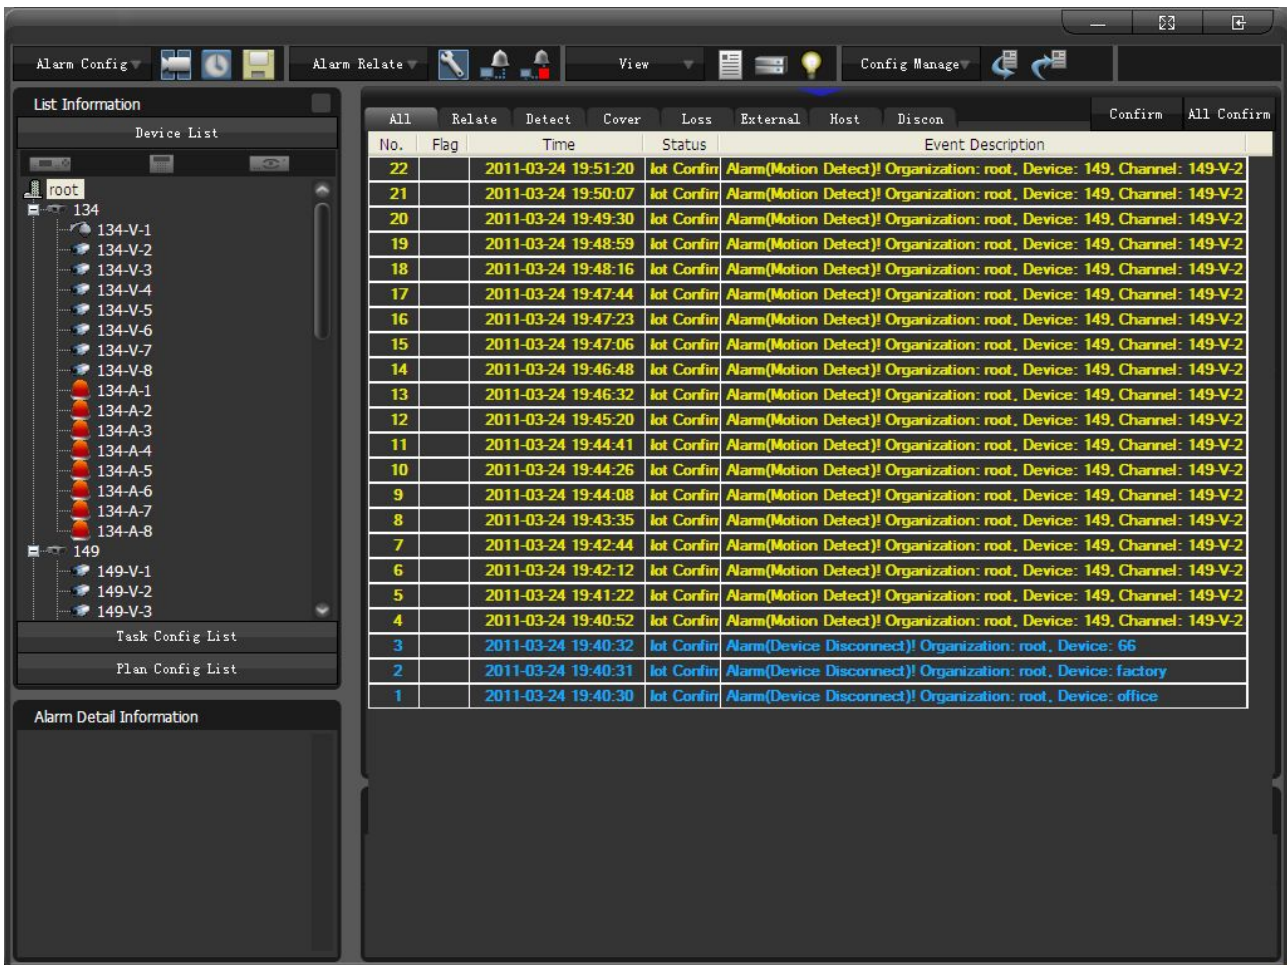 Alarm Config Alarm Relate View Config Manage
List Information
Device List
root
134
134-V-1
134-V-2
134-V-3
134-V-4
134-V-5
134-V-6
134-V-7
134-V-8
134-A-1
134-A-2
134-A-3
134-A-4
134-A-5
134-A-6
134-A-7
134-A-8
149
149-V-1
149-V-2
149-V-3
Task Config List
Plan Config List
Alarm Detail Information
All Relate Detect Cover Loss External Host Discon Confirm All Confirm
No. Flag Time Status Event Description
22 2011-03-24 19:51:20 lot Confirm Alarm(Motion Detect)! Organization: root, Device: 149, Channel: 149-V-2
21 2011-03-24 19:50:07 lot Confirm Alarm(Motion Detect)! Organization: root, Device: 149, Channel: 149-V-2
20 2011-03-24 19:49:30 lot Confirm Alarm(Motion Detect)! Organization: root, Device: 149, Channel: 149-V-2
19 2011-03-24 19:48:59 lot Confirm Alarm(Motion Detect)! Organization: root, Device: 149, Channel: 149-V-2
18 2011-03-24 19:48:16 lot Confirm Alarm(Motion Detect)! Organization: root, Device: 149, Channel: 149-V-2
17 2011-03-24 19:47:44 lot Confirm Alarm(Motion Detect)! Organization: root, Device: 149, Channel: 149-V-2
16 2011-03-24 19:47:23 lot Confirm Alarm(Motion Detect)! Organization: root, Device: 149, Channel: 149-V-2
15 2011-03-24 19:47:06 lot Confirm Alarm(Motion Detect)! Organization: root, Device: 149, Channel: 149-V-2
14 2011-03-24 19:46:48 lot Confirm Alarm(Motion Detect)! Organization: root, Device: 149, Channel: 149-V-2
13 2011-03-24 19:46:32 lot Confirm Alarm(Motion Detect)! Organization: root, Device: 149, Channel: 149-V-2
12 2011-03-24 19:45:20 lot Confirm Alarm(Motion Detect)! Organization: root, Device: 149, Channel: 149-V-2
11 2011-03-24 19:44:41 lot Confirm Alarm(Motion Detect)! Organization: root, Device: 149, Channel: 149-V-2
10 2011-03-24 19:44:26 lot Confirm Alarm(Motion Detect)! Organization: root, Device: 149, Channel: 149-V-2
9 2011-03-24 19:44:08 lot Confirm Alarm(Motion Detect)! Organization: root, Device: 149, Channel: 149-V-2
8 2011-03-24 19:43:35 lot Confirm Alarm(Motion Detect)! Organization: root, Device: 149, Channel: 149-V-2
7 2011-03-24 19:42:44 lot Confirm Alarm(Motion Detect)! Organization: root, Device: 149, Channel: 149-V-2
6 2011-03-24 19:42:12 lot Confirm Alarm(Motion Detect)! Organization: root, Device: 149, Channel: 149-V-2
5 2011-03-24 19:41:22 lot Confirm Alarm(Motion Detect)! Organization: root, Device: 149, Channel: 149-V-2
4 2011-03-24 19:40:52 lot Confirm Alarm(Motion Detect)! Organization: root, Device: 149, Channel: 149-V-2
3 2011-03-24 19:40:32 lot Confirm Alarm(Device Disconnect)! Organization: root, Device: 66
2 2011-03-24 19:40:31 lot Confirm Alarm(Device Disconnect)! Organization: root, Device: factory
1 2011-03-24 19:40:30 lot Confirm Alarm(Device Disconnect)! Organization: root, Device: office